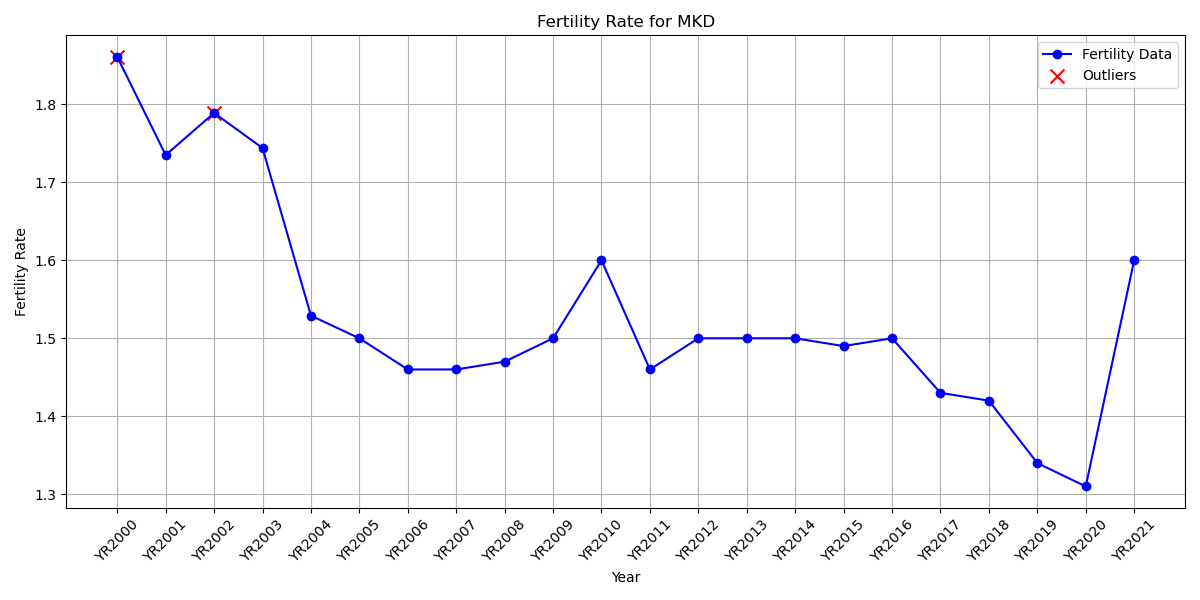 Fertility Rate for MKD
Fertility Data
Outliers
Fertility Rate
1.8
1.7
1.6
1.5
1.4
1.3
YR2000
YR2001
YR2002
YR2003
YR2004
YR2005
YR2006
YR2007
YR2008
YR2009
YR2010
YR2011
YR2012
YR2013
YR2014
YR2015
YR2016
YR2017
YR2018
YR2019
YR2020
YR2021
Year